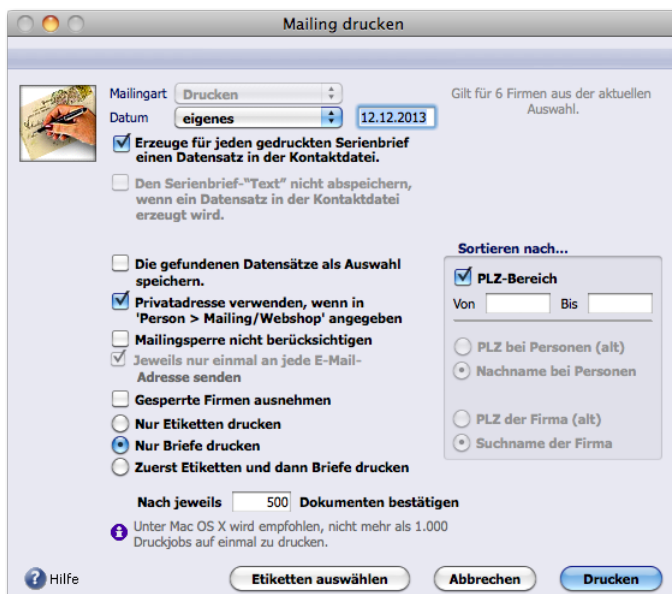 Mailing drucken
Mailingart Drucken
Gilt für 6 Firmen aus der aktuellen
Auswahl.
Datum eigenes 12.12.2013
Erzeuge für jeden gedruckten Serienbrief
einen Datensatz in der Kontaktdatei.
Den Serienbrief-"Text" nicht abspeichern,
wenn ein Datensatz in der Kontaktdatei
erzeugt wird.
Die gefundenen Datensätze als Auswahl
speichern.
Privatadresse verwenden, wenn in
'Person > Mailing/Webshop' angegeben
Mailingsperre nicht berücksichtigen
Jeweils nur einmal an jede E-Mail-
Adresse senden
Gesperrte Firmen ausnehmen
Nur Etiketten drucken
Nur Briefe drucken
Zuerst Etiketten und dann Briefe drucken
Sortieren nach...
PLZ-Bereich
Von Bis
PLZ bei Personen (alt)
Nachname bei Personen
PLZ der Firma (alt)
Suchname der Firma
Nach jeweils 500 Dokumenten bestätigen
Unter Mac OS X wird empfohlen, nicht mehr als 1.000
Druckjobs auf einmal zu drucken.
Hilfe
Etiketten auswählen
Abbrechen
Drucken